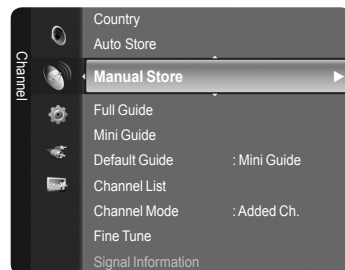 Channel
Country
Auto Store
Manual Store
Full Guide
Mini Guide
Default Guide : Mini Guide
Channel List
Channel Mode : Added Ch.
Fine Tune
Signal Information